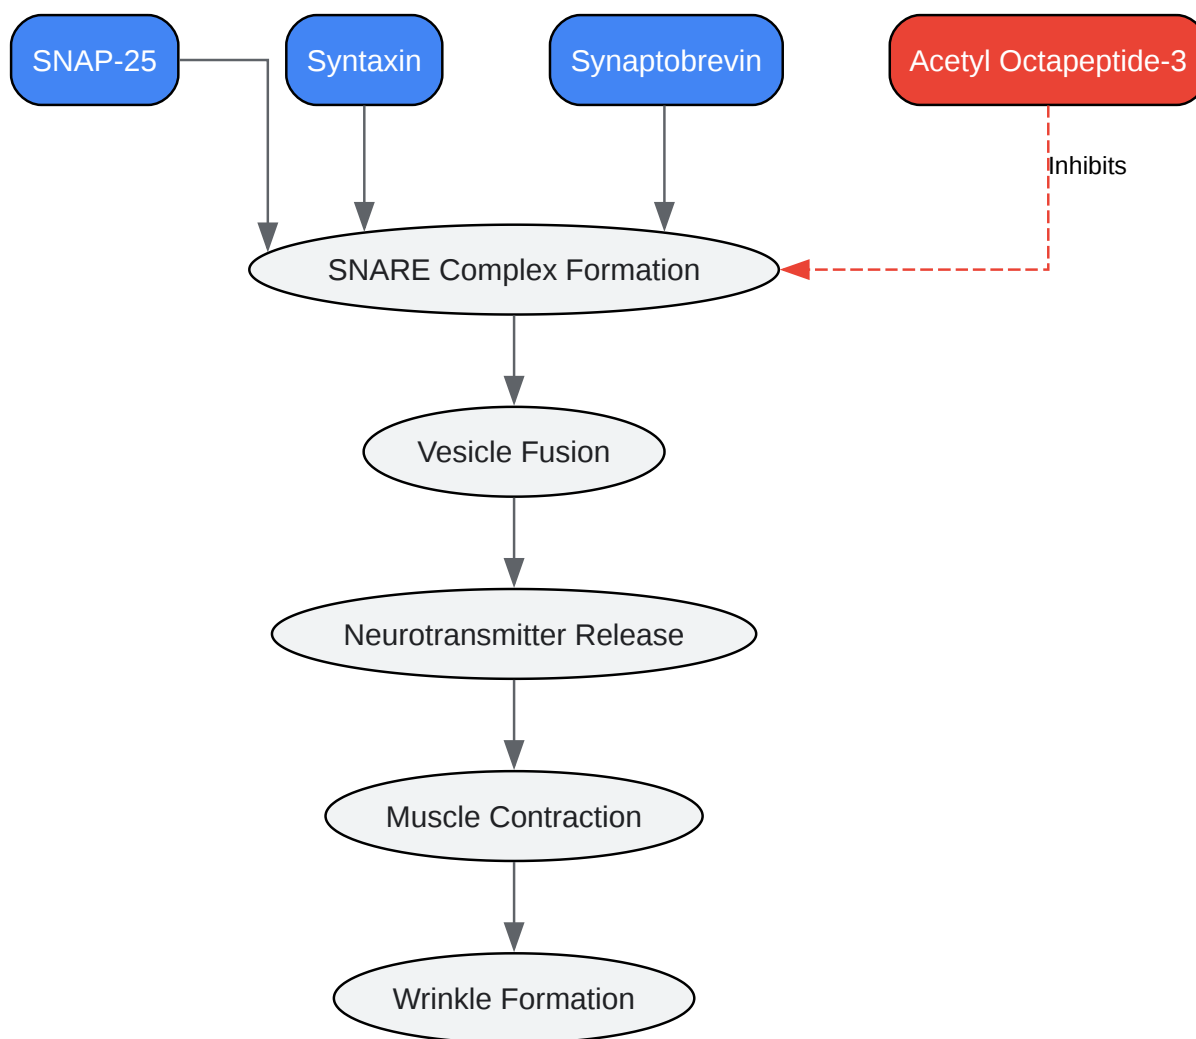 SNAP-25
Syntaxin
Synaptobrevin
Acetyl Octapeptide-3
Inhibits
SNARE Complex Formation
Vesicle Fusion
Neurotransmitter Release
Muscle Contraction
Wrinkle Formation